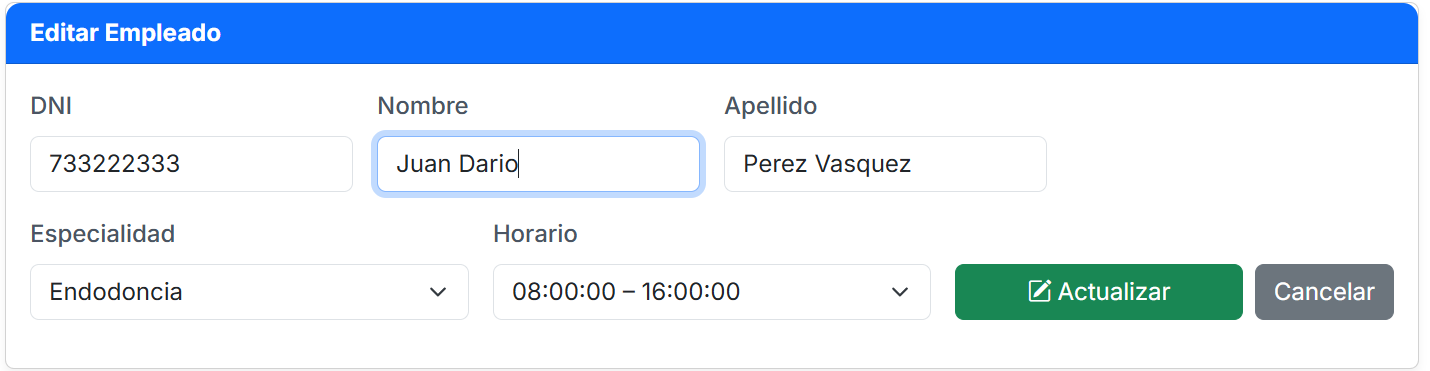 Editar Empleado
DNI Nombre Apellido
733222333 Juan Dario Perez Vasquez
Especialidad Horario
Endodoncia 08:00:00 – 16:00:00 Actualizar Cancelar